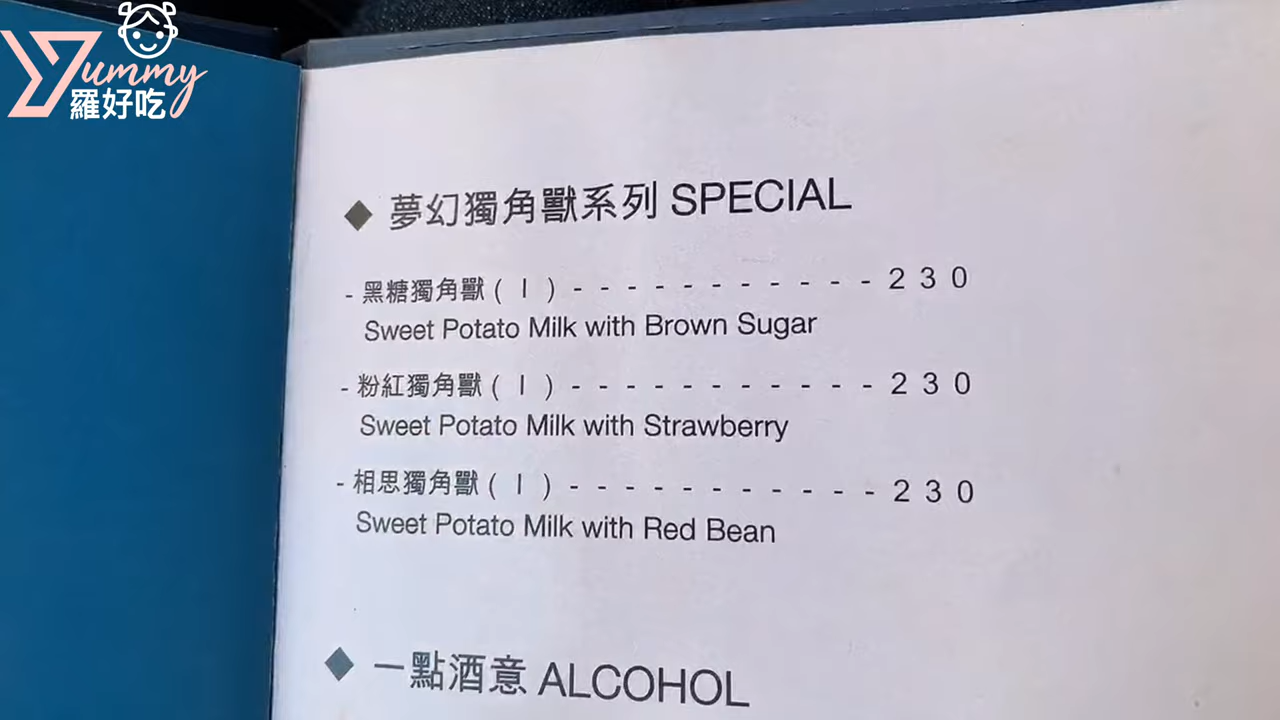 Yummy
羅好吃
◆ 夢幻獨角獸系列 SPECIAL
- 黑糖獨角獸 ( I ) - - - - - - - - - - - 230
Sweet Potato Milk with Brown Sugar
- 粉紅獨角獸 ( I ) - - - - - - - - - - - 230
Sweet Potato Milk with Strawberry
- 相思獨角獸 ( I ) - - - - - - - - - - - 230
Sweet Potato Milk with Red Bean
◆ 一點酒意 ALCOHOL